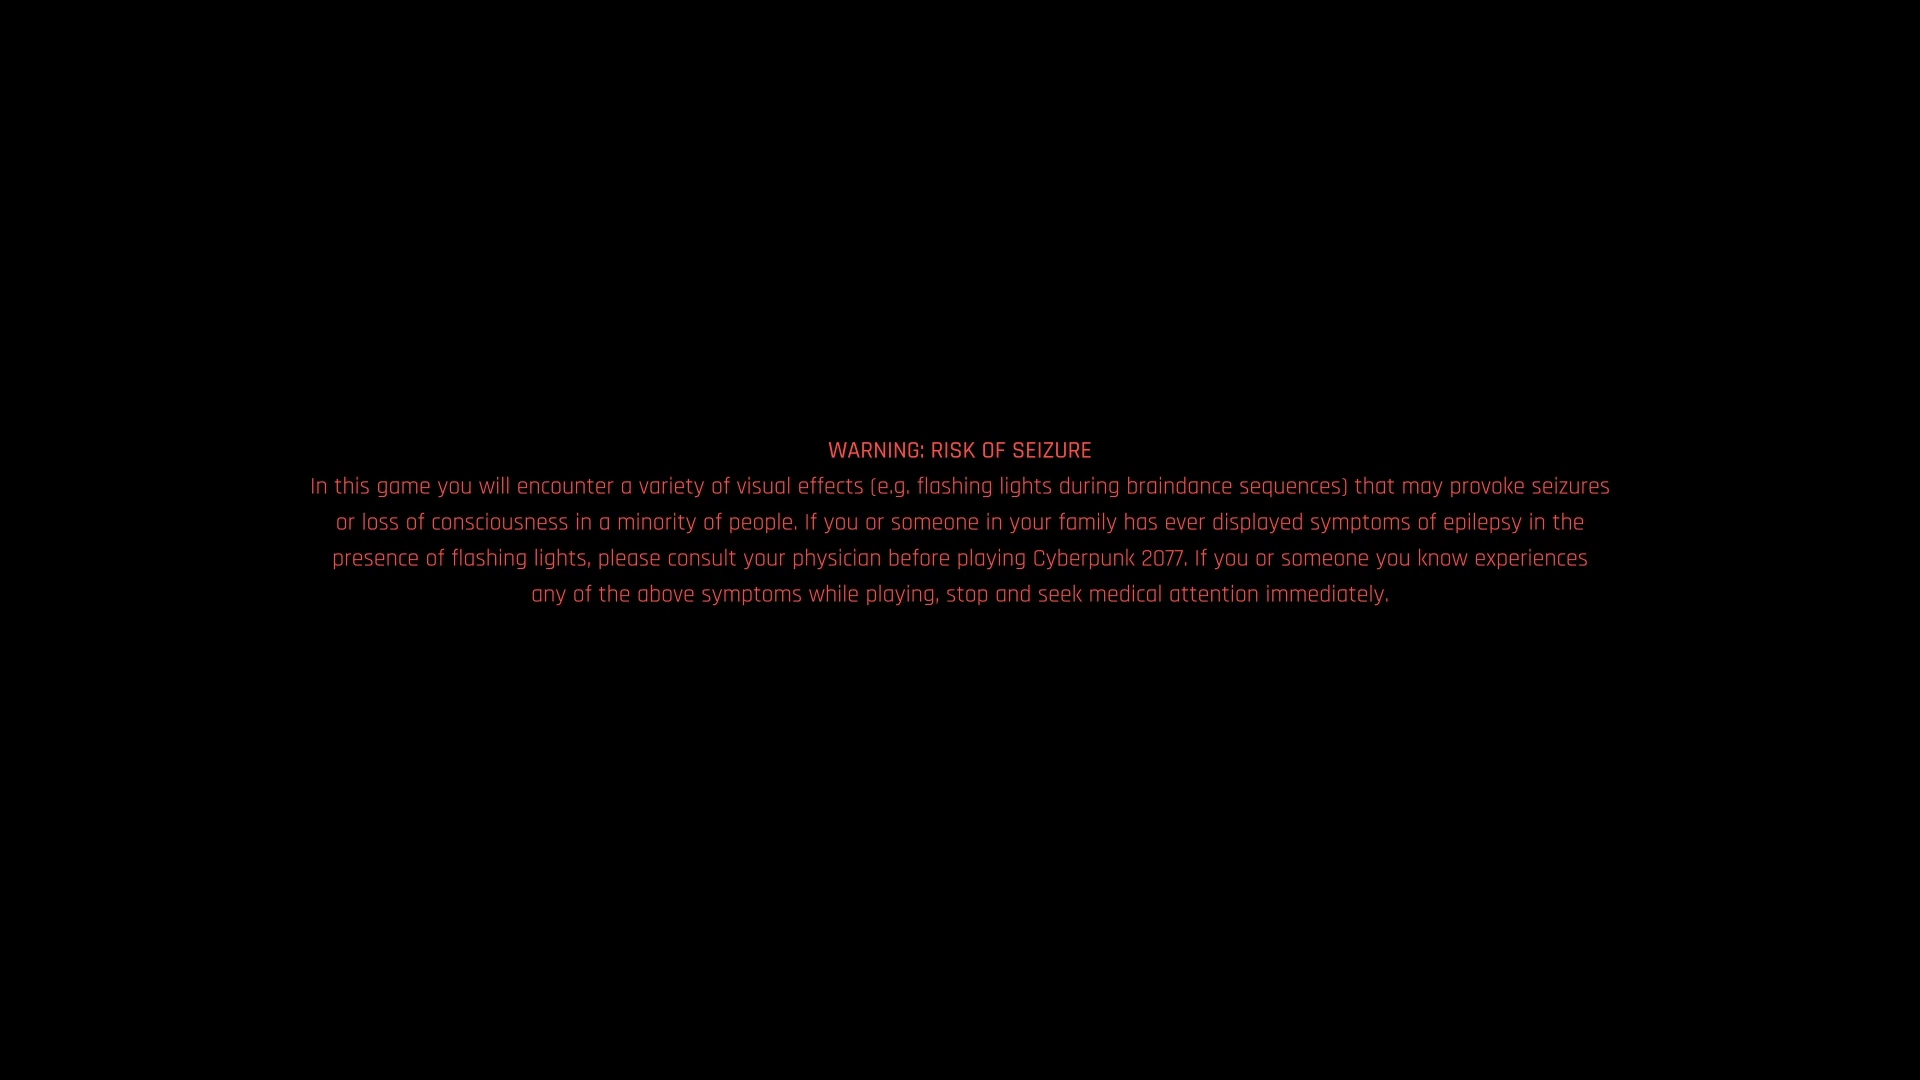 WARNING: RISK OF SEIZURE
In this game you will encounter a variety of visual effects (e.g. flashing lights during braindance sequences) that may provoke seizures
or loss of consciousness in a minority of people. If you or someone in your family has ever displayed symptoms of epilepsy in the
presence of flashing lights, please consult your physician before playing Cyberpunk 2077. If you or someone you know experiences
any of the above symptoms while playing, stop and seek medical attention immediately.